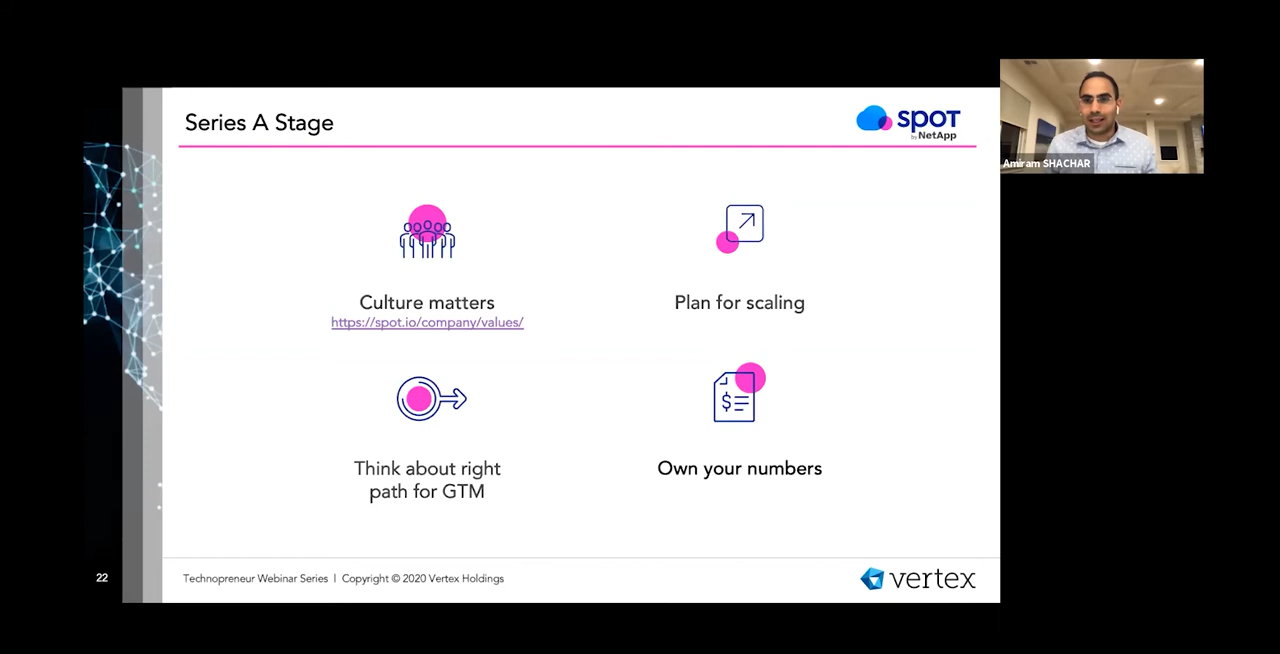 Series A Stage
spot
by NetApp
Amiram SHACHAR
Culture matters
https://spot.io/company/values/
Plan for scaling
Think about right
path for GTM
Own your numbers
22
Technopreneur Webinar Series | Copyright © 2020 Vertex Holdings
vertex